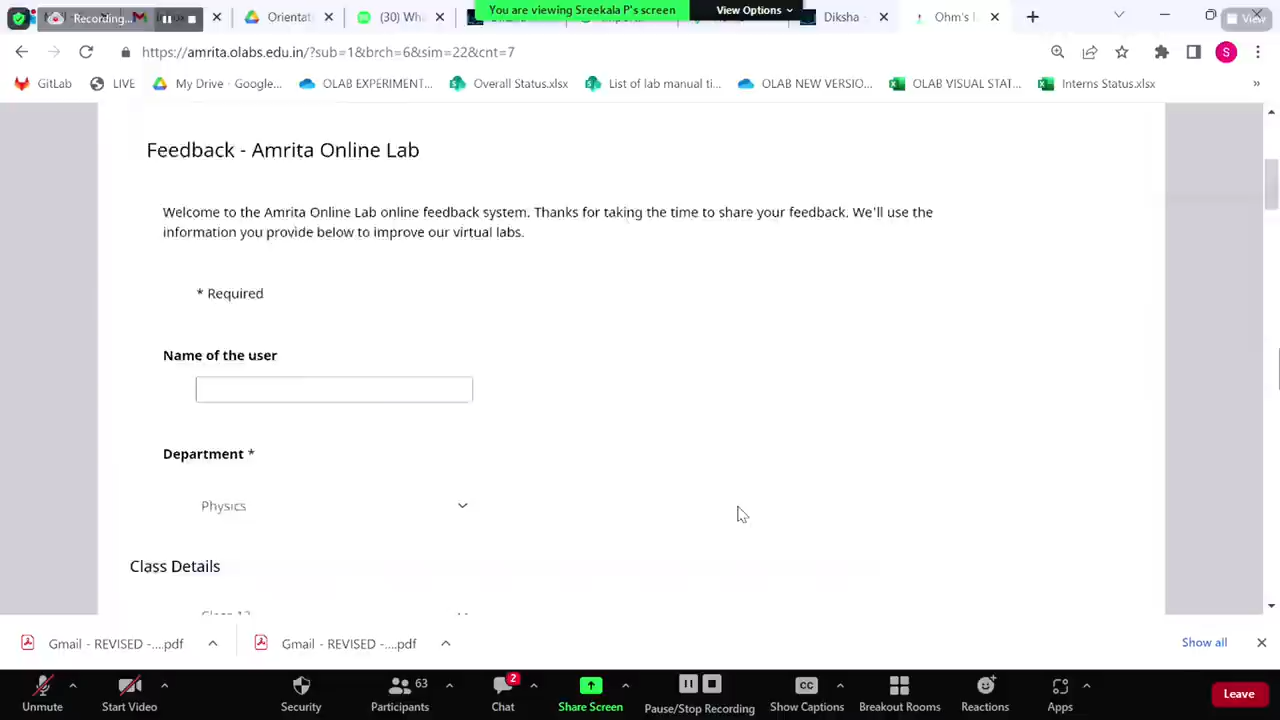 Recording...
M
Orientat
(30) Wh
You are viewing Sreekala P's screen
View Options
Diksha -
Ohm's l
View
https://amrita.olabs.edu.in/?sub=1&brch=6&sim=22&cnt=7
S
GitLab
LIVE
My Drive - Google...
OLAB EXPERIMENT...
Overall Status.xlsx
List of lab manual ti...
OLAB NEW VERSIO...
OLAB VISUAL STAT...
Interns Status.xlsx
»
Feedback - Amrita Online Lab
Welcome to the Amrita Online Lab online feedback system. Thanks for taking the time to share your feedback. We'll use the
information you provide below to improve our virtual labs.
* Required
Name of the user
Department *
Physics
Class Details
Class 12
Gmail - REVISED -....pdf
Gmail - REVISED -....pdf
Show all
Unmute
Start Video
Security
63
Participants
2
Chat
Share Screen
Pause/Stop Recording
CC
Show Captions
Breakout Rooms
Reactions
Apps
Leave